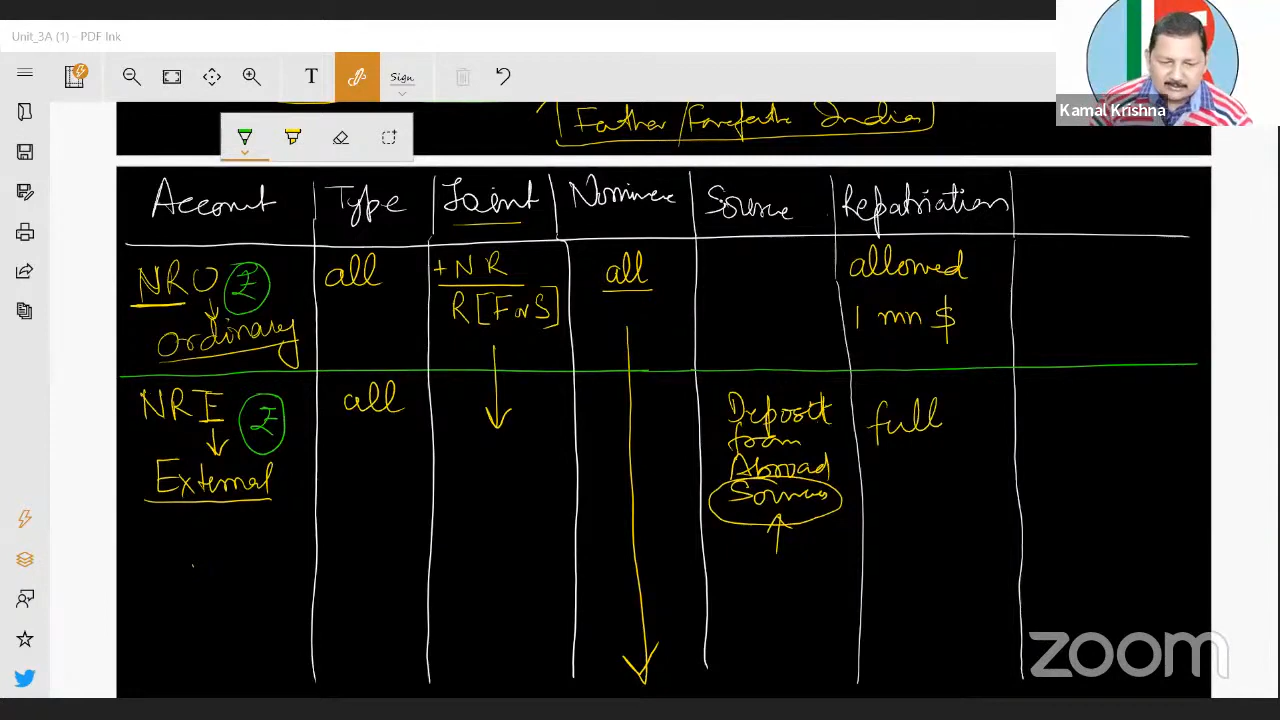 Unit_3A (1) – PDF Ink
Kamal Krishna
T
Sign
Father / Forefather India
Account Type Joint Nominee Source Repatriation
NRO ₹ all +NR all allowed
R [F or S] 1 mn $
Ordinary
NRE ₹ all Deposit full
from
External Abroad
Sources
zoom